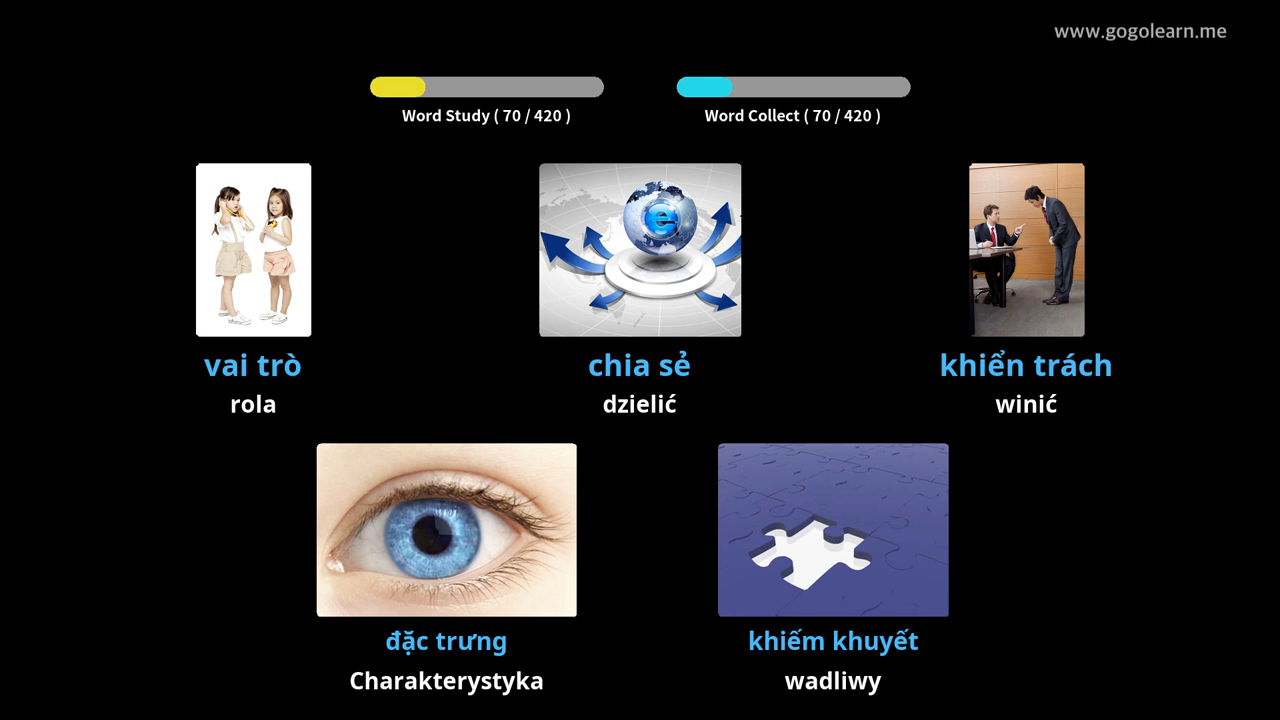 www.gogolearn.me
Word Study ( 70 / 420 )
Word Collect ( 70 / 420 )
e
vai trò
chia sẻ
khiển trách
rola
dzielić
winić
đặc trưng
khiếm khuyết
Charakterystyka
wadliwy